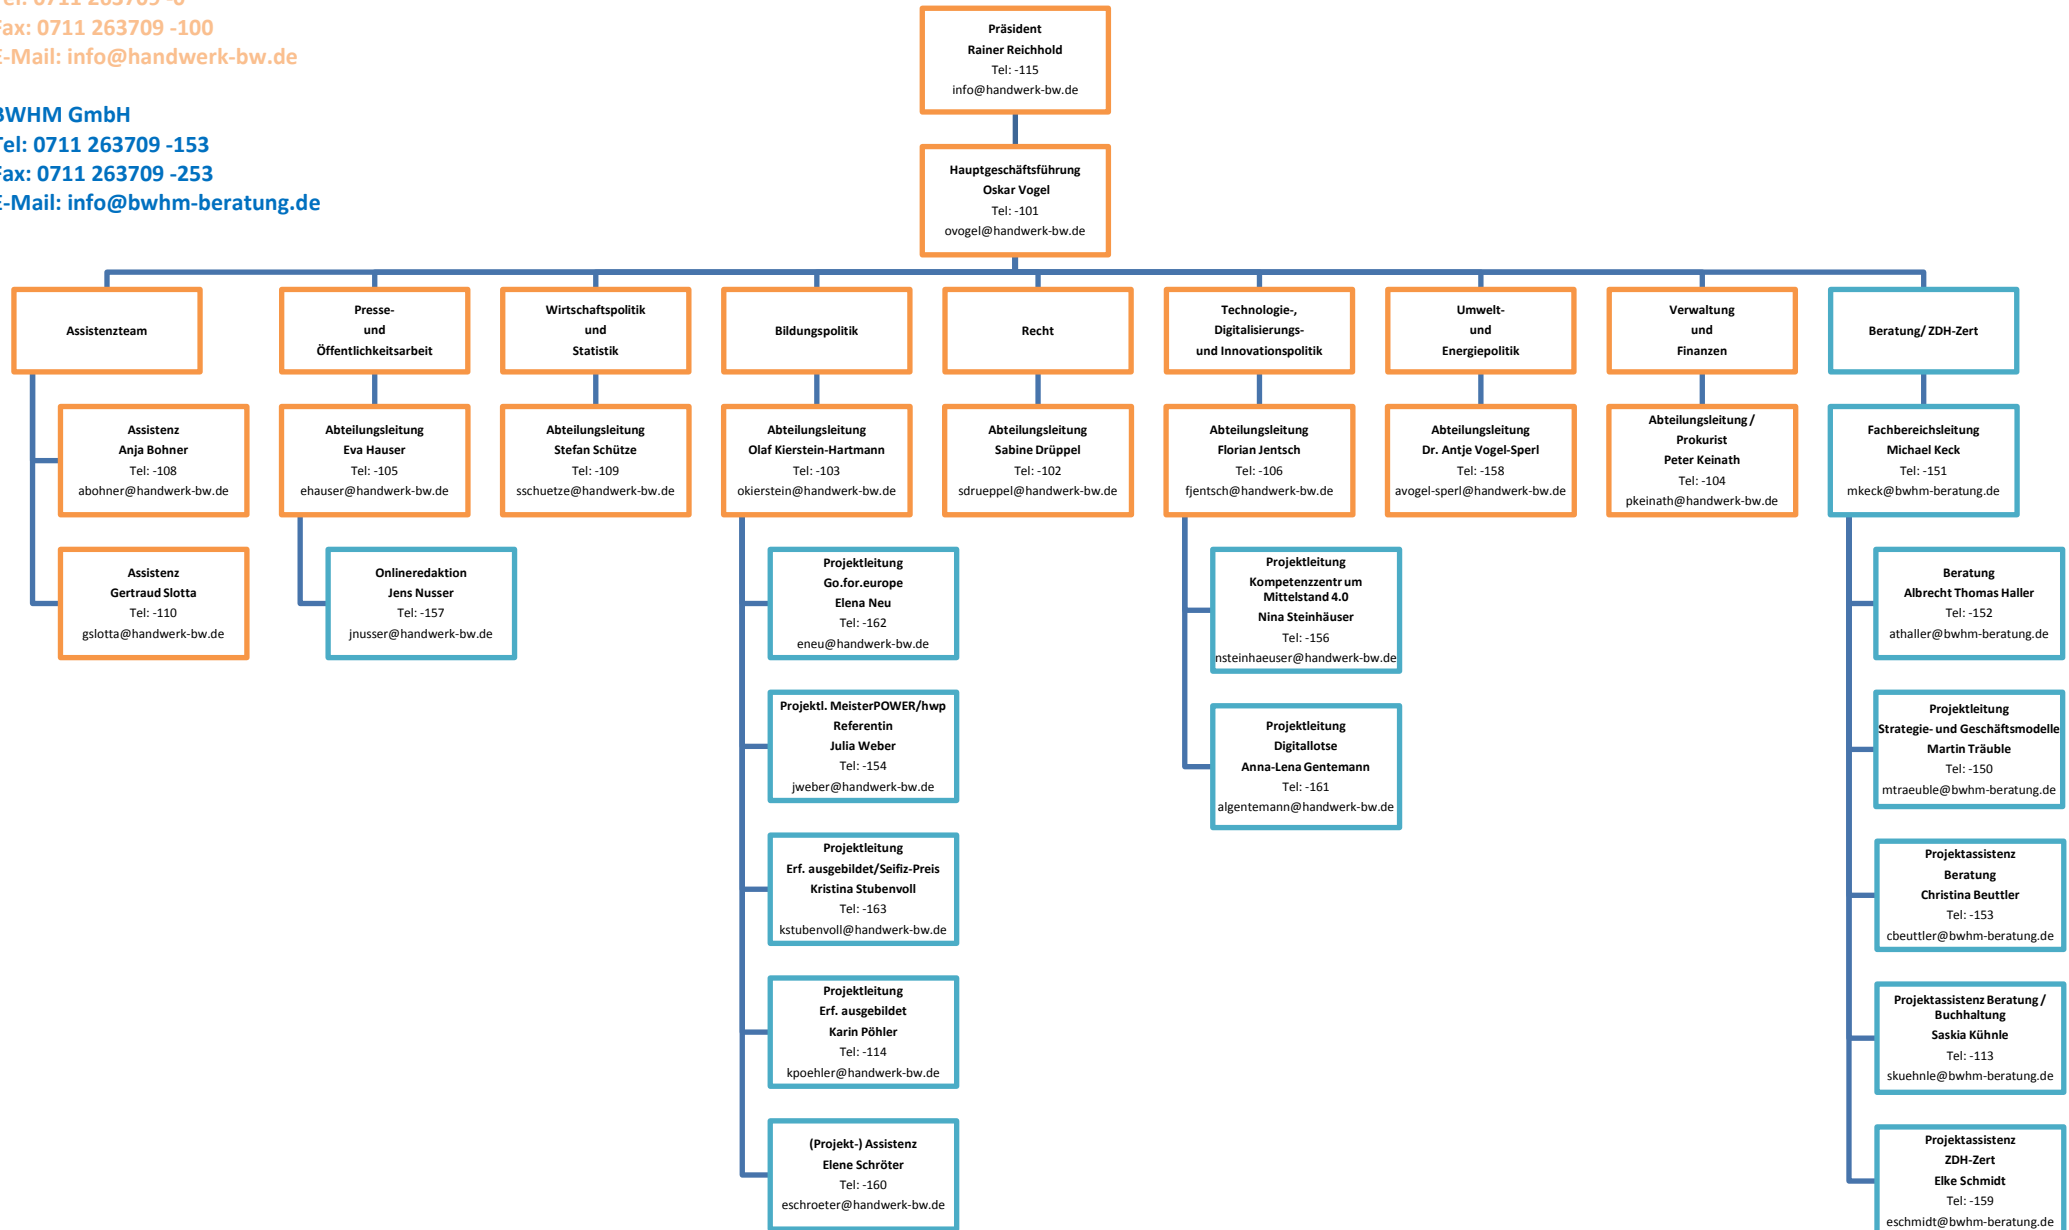 Tel: 0711 263709 -0
Fax: 0711 263709 -100
E-Mail: info@handwerk-bw.de
BWHM GmbH
Tel: 0711 263709 -153
Fax: 0711 263709 -253
E-Mail: info@bwhm-beratung.de
Präsident
Rainer Reichhold
Tel: -115
info@handwerk-bw.de
Hauptgeschäftsführung
Oskar Vogel
Tel: -101
ovogel@handwerk-bw.de
Assistenzteam
Assistenz
Anja Bohner
Tel: -108
abohner@handwerk-bw.de
Assistenz
Gertraud Slotta
Tel: -110
gslotta@handwerk-bw.de
Presse-
und
Öffentlichkeitsarbeit
Abteilungsleitung
Eva Hauser
Tel: -105
ehauser@handwerk-bw.de
Onlineredaktion
Jens Nusser
Tel: -157
jnusser@handwerk-bw.de
Wirtschaftspolitik
und
Statistik
Abteilungsleitung
Stefan Schütze
Tel: -109
sschuetze@handwerk-bw.de
Bildungspolitik
Abteilungsleitung
Olaf Kierstein-Hartmann
Tel: -103
okierstein@handwerk-bw.de
Projektleitung
Go.for.europe
Elena Neu
Tel: -162
eneu@handwerk-bw.de
Projektl. MeisterPOWER/hwp
Referentin
Julia Weber
Tel: -154
jweber@handwerk-bw.de
Projektleitung
Erf. ausgebildet/Seifiz-Preis
Kristina Stubenvoll
Tel: -163
kstubenvoll@handwerk-bw.de
Projektleitung
Erf. ausgebildet
Karin Pöhler
Tel: -114
kpoehler@handwerk-bw.de
(Projekt-) Assistenz
Elene Schröter
Tel: -160
eschroeter@handwerk-bw.de
Recht
Abteilungsleitung
Sabine Drüppel
Tel: -102
sdrueppel@handwerk-bw.de
Technologie-,
Digitalisierungs-
und Innovationspolitik
Abteilungsleitung
Florian Jentsch
Tel: -106
fjentsch@handwerk-bw.de
Projektleitung
Kompetenzzentrum
Mittelstand 4.0
Nina Steinhäuser
Tel: -156
nsteinhaeuser@handwerk-bw.de
Projektleitung
Digitallotse
Anna-Lena Gentemann
Tel: -161
algentemann@handwerk-bw.de
Umwelt-
und
Energiepolitik
Abteilungsleitung
Dr. Antje Vogel-Sperl
Tel: -158
avogel-sperl@handwerk-bw.de
Verwaltung
und
Finanzen
Abteilungsleitung /
Prokurist
Peter Keinath
Tel: -104
pkeinath@handwerk-bw.de
Beratung/ ZDH-Zert
Fachbereichsleitung
Michael Keck
Tel: -151
mkeck@bwhm-beratung.de
Beratung
Albrecht Thomas Haller
Tel: -152
athaller@bwhm-beratung.de
Projektleitung
Strategie- und Geschäftsmodelle
Martin Träuble
Tel: -150
mtraeuble@bwhm-beratung.de
Projektassistenz
Beratung
Christina Beuttler
Tel: -153
cbeuttler@bwhm-beratung.de
Projektassistenz Beratung /
Buchhaltung
Saskia Kühnle
Tel: -113
skuehnle@bwhm-beratung.de
Projektassistenz
ZDH-Zert
Elke Schmidt
Tel: -159
eschmidt@bwhm-beratung.de